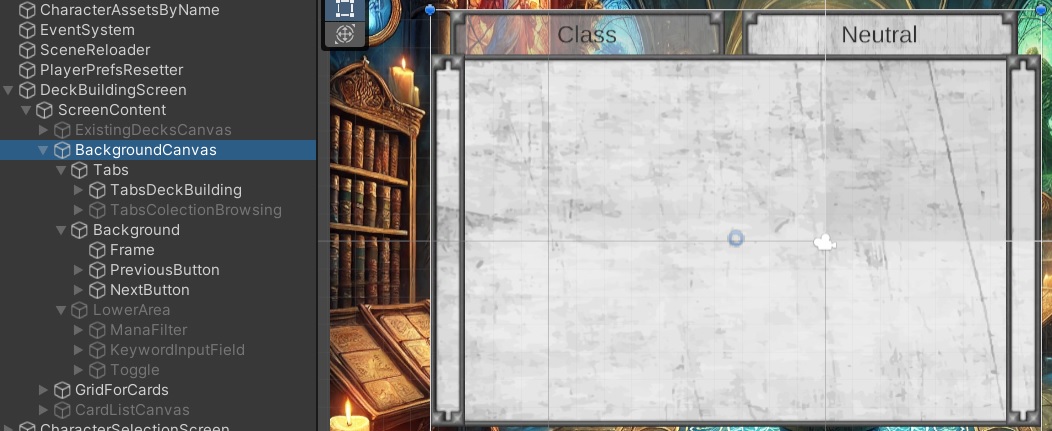 CharacterAssetsByName
EventSystem
SceneReloader
PlayerPrefsResetter
DeckBuildingScreen
ScreenContent
ExistingDecksCanvas
BackgroundCanvas
Tabs
TabsDeckBuilding
TabsColectionBrowsing
Background
Frame
PreviousButton
NextButton
LowerArea
ManaFilter
KeywordInputField
Toggle
GridForCards
CardListCanvas
CharacterSelectionScreen
Class
Neutral